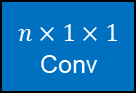 n × 1 × 1
Conv